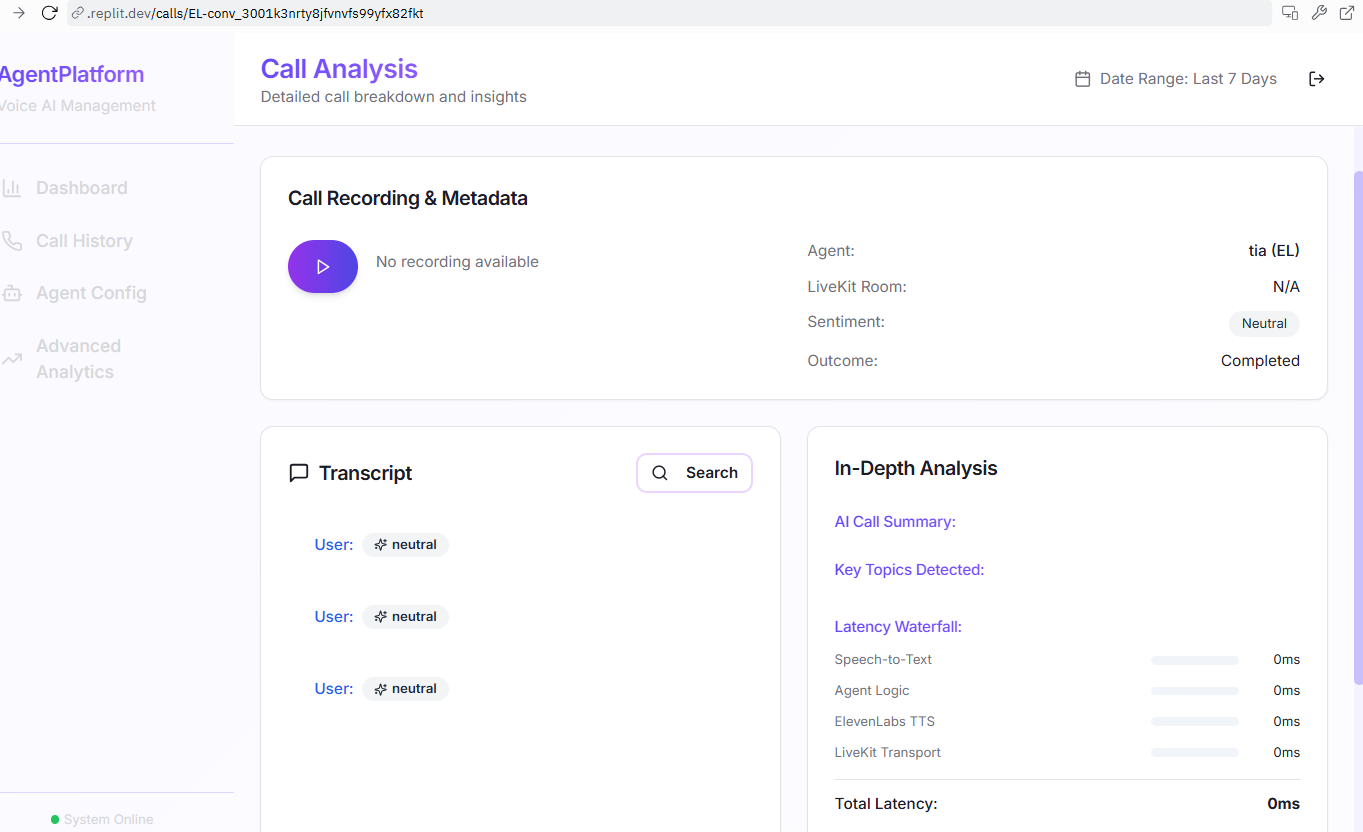 .replit.dev/calls/EL-conv_3001k3nrty8jfvnvfs99yfx82fkt
AgentPlatform
Voice AI Management
Dashboard
Call History
Agent Config
Advanced
Analytics
System Online
Call Analysis
Detailed call breakdown and insights
Date Range: Last 7 Days
Call Recording & Metadata
No recording available
Agent: tia (EL)
LiveKit Room: N/A
Sentiment: Neutral
Outcome: Completed
Transcript
Search
User: neutral
User: neutral
User: neutral
In-Depth Analysis
AI Call Summary:
Key Topics Detected:
Latency Waterfall:
Speech-to-Text 0ms
Agent Logic 0ms
ElevenLabs TTS 0ms
LiveKit Transport 0ms
Total Latency: 0ms